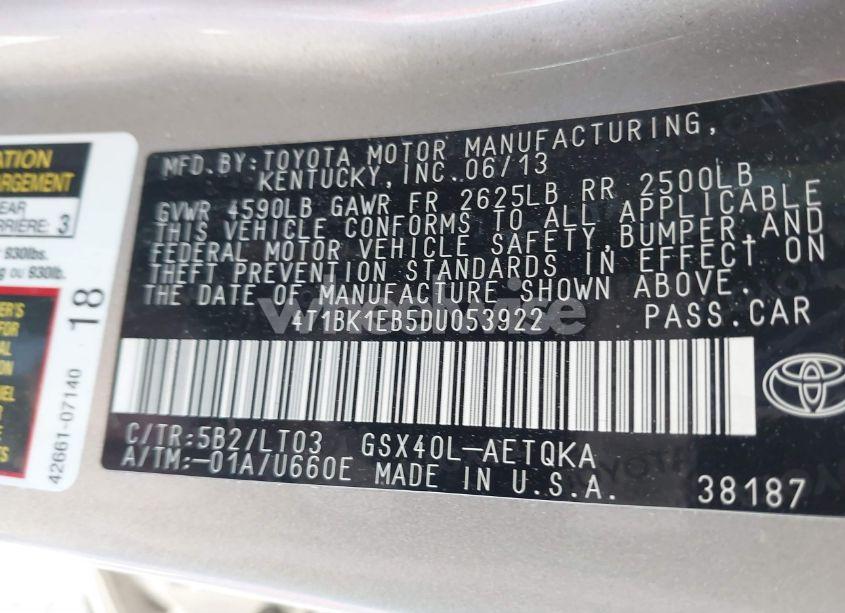 ATION
ARGEMENT
EAR
ARRIÈRE: 3
930lbs.
g ou 930lb.
18
42661-07140
MFD.BY:TOYOTA MOTOR MANUFACTURING,
KENTUCKY,INC.06/13
GVWR 4590LB GAWR FR 2625LB RR 2500LB
THIS VEHICLE CONFORMS TO ALL APPLICABLE
FEDERAL MOTOR VEHICLE SAFETY,BUMPER,AND
THEFT PREVENTION STANDARDS IN EFFECT ON
THE DATE OF MANUFACTURE SHOWN ABOVE.
4T1BK1EB5DU053922 PASS.CAR
C/TR:5B2/LT03 GSX40L-AETQKA
A/TM:-01A/U660E MADE IN U.S.A. 38187